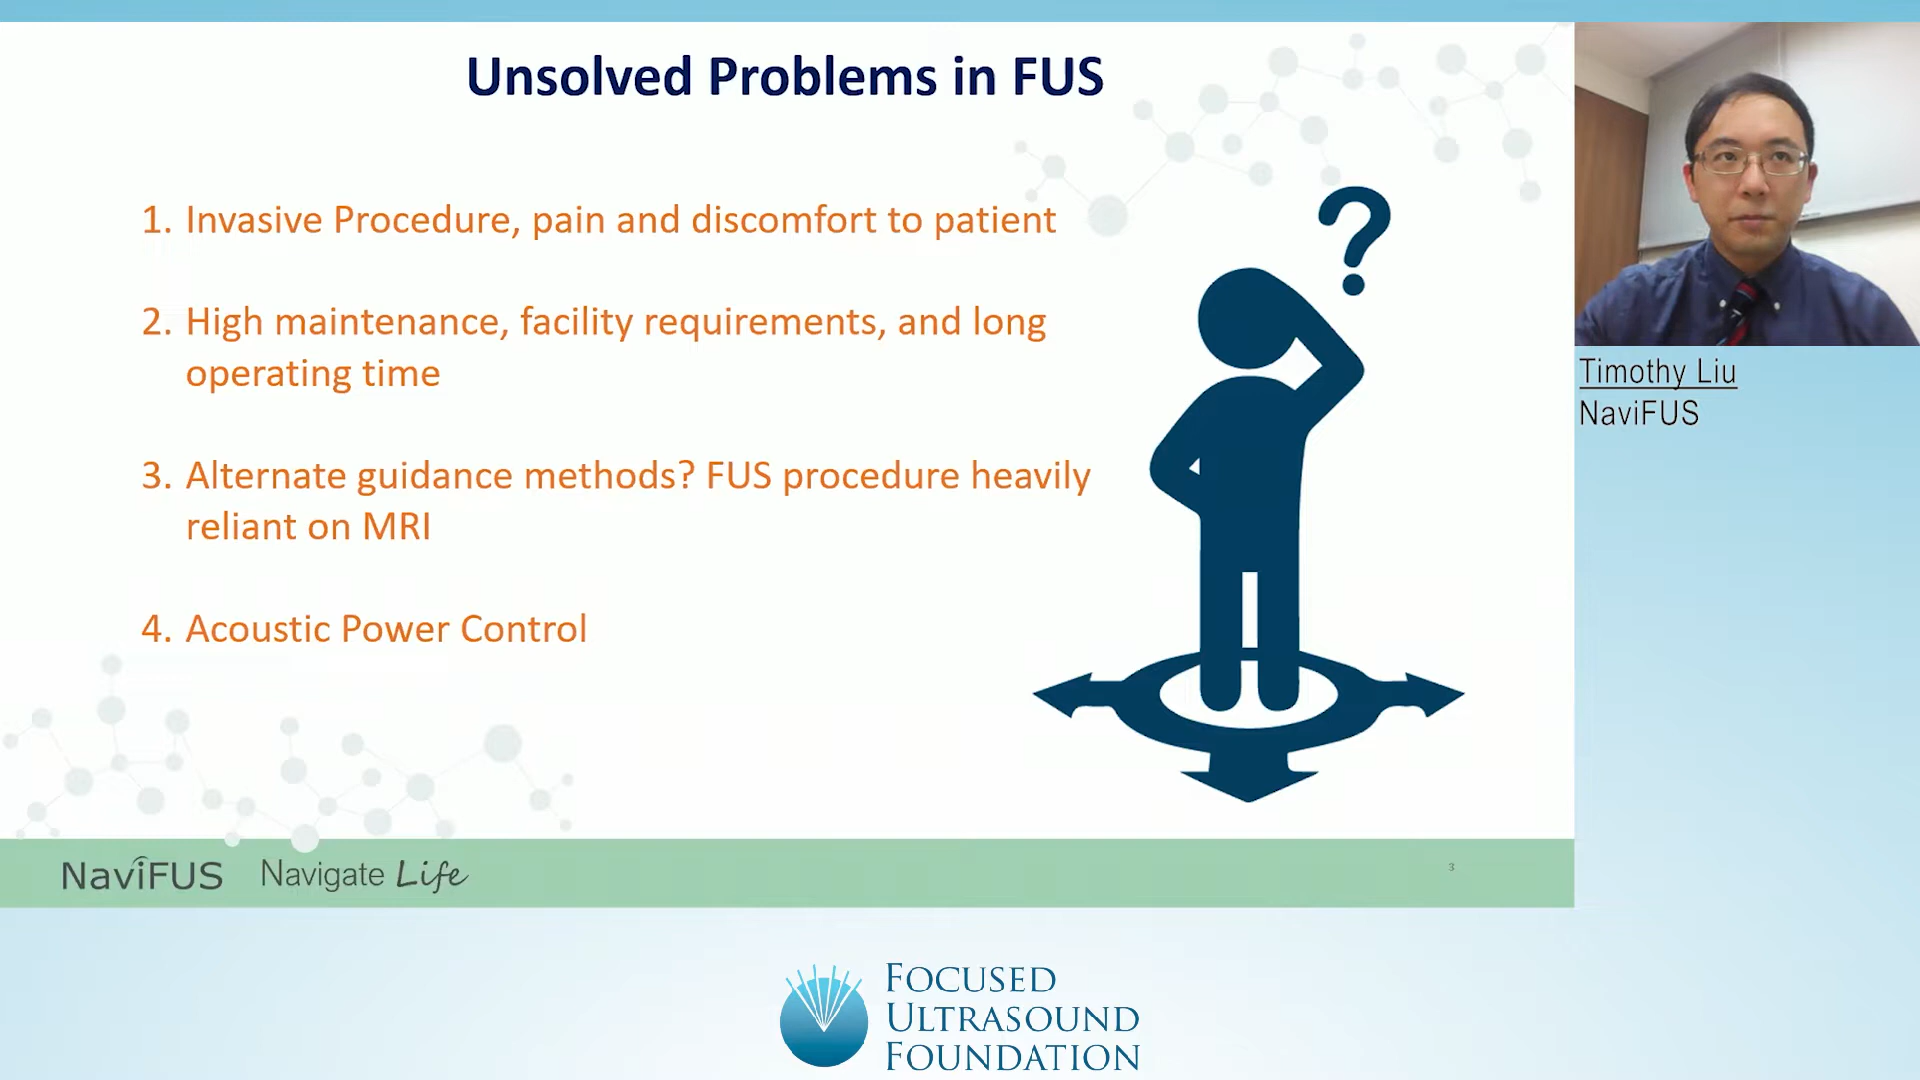 Unsolved Problems in FUS
1. Invasive Procedure, pain and discomfort to patient
2. High maintenance, facility requirements, and long
operating time
3. Alternate guidance methods? FUS procedure heavily
reliant on MRI
4. Acoustic Power Control
?
Timothy Liu
NaviFUS
NaviFUS Navigate Life
3
FOCUSED
ULTRASOUND
FOUNDATION